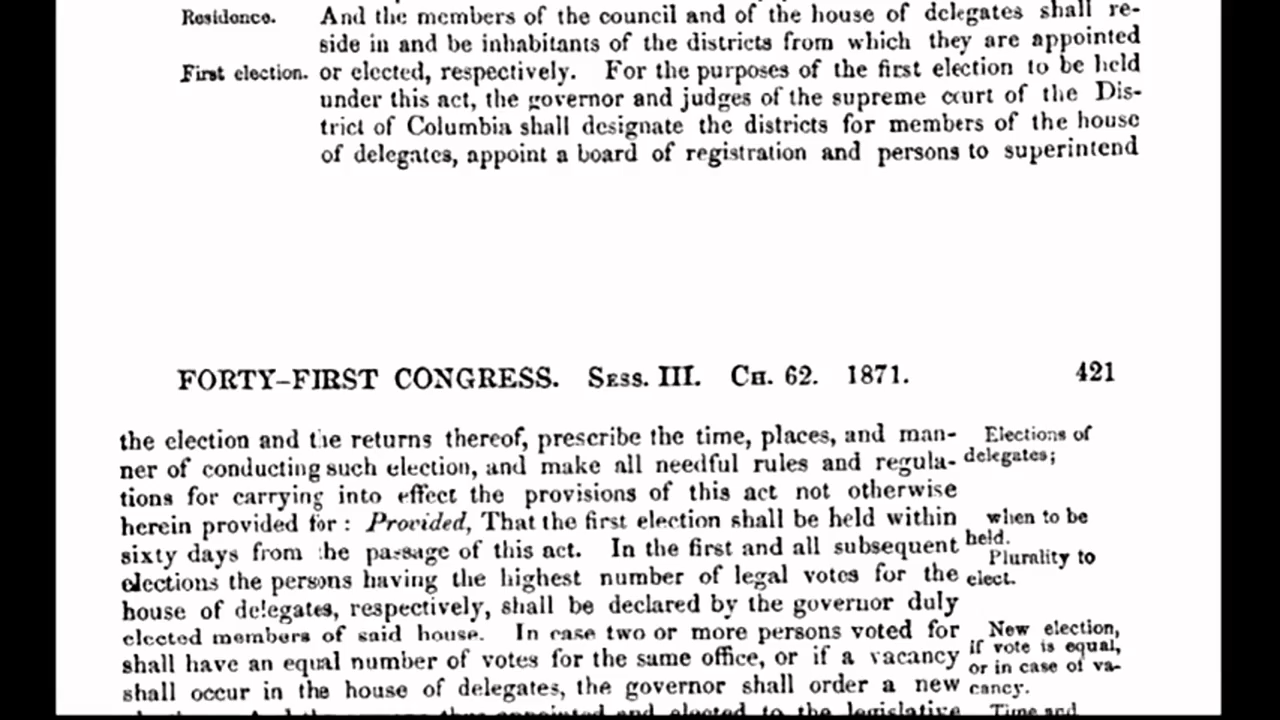 Residence. And the members of the council and of the house of delegates shall re-
side in and be inhabitants of the districts from which they are appointed
First election. or elected, respectively. For the purposes of the first election to be held
under this act, the governor and judges of the supreme court of the Dis-
trict of Columbia shall designate the districts for members of the house
of delegates, appoint a board of registration and persons to superintend
FORTY-FIRST CONGRESS. SESS. III. CH. 62. 1871. 421
the election and the returns thereof, prescribe the time, places, and man-
Elections of
ner of conducting such election, and make all needful rules and regula-
delegates;
tions for carrying into effect the provisions of this act not otherwise
herein provided for: Provided, That the first election shall be held within
when to be
held.
sixty days from the passage of this act. In the first and all subsequent
Plurality to
elections the persons having the highest number of legal votes for the
elect.
house of delegates, respectively, shall be declared by the governor duly
elected members of said house. In case two or more persons voted for
New election,
if vote is equal,
shall have an equal number of votes for the same office, or if a vacancy
or in case of va-
shall occur in the house of delegates, the governor shall order a new
cancy.
appointed and elected to the legislative
Time and